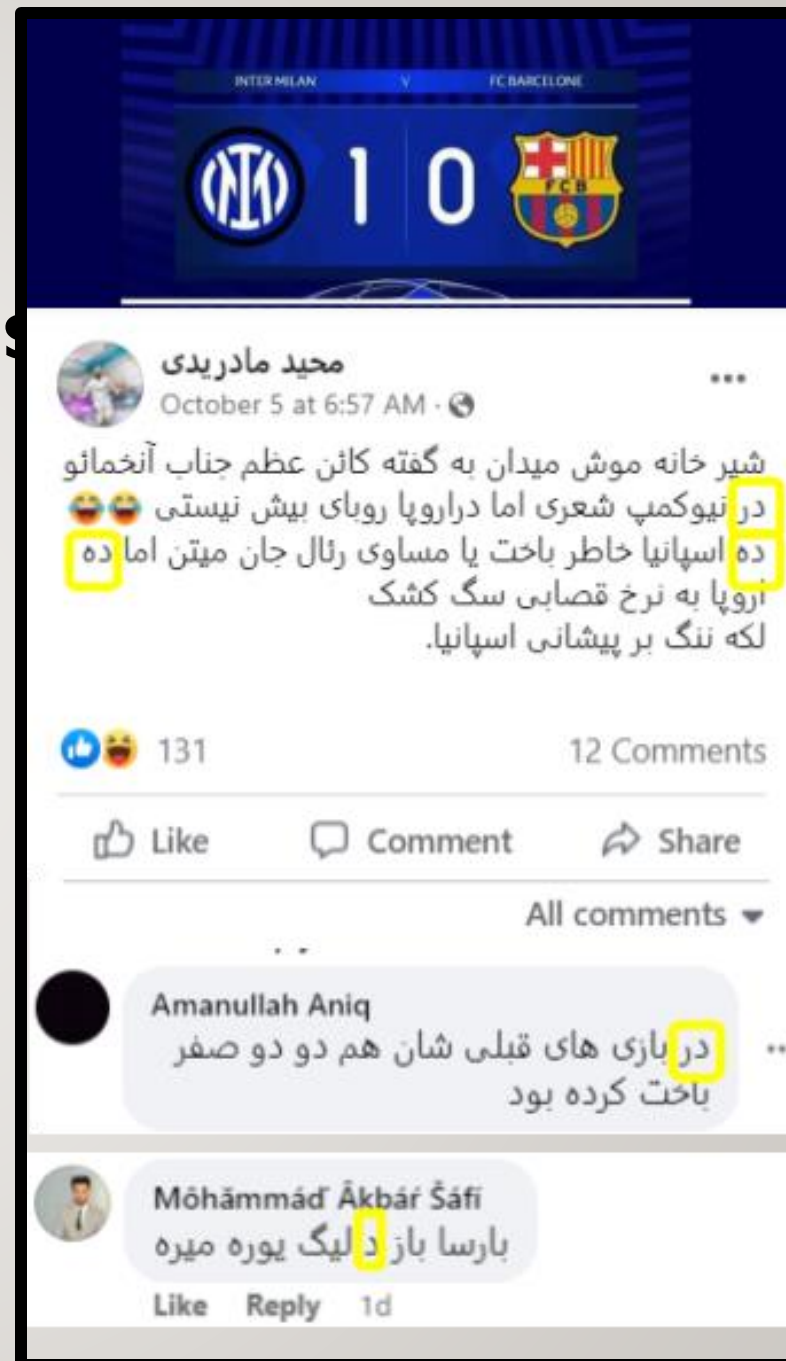 INTER MILAN V FC BARCELONE
1 0
FCB
محید مادریدی
October 5 at 6:57 AM ·
شیر خانه موش میدان به گفته کائن عظم جناب آنخمائو
در نیوکمپ شعری اما دراروپا روبای بیش نیستی 😂😂
ده اسپانیا خاطر باخت یا مساوی رئال جان میتن اما ده
اروپا به نرخ قصابی سگ کشک
لکه ننگ بر پیشانی اسپانیا.
131 12 Comments
Like Comment Share
All comments
Amanullah Aniq
در بازی های قبلی شان هم دو دو صفر
باخت کرده بود
Môhămmáď Âkbáŕ Šáfí
بارسا باز د لیگ یوره میره
Like Reply 1d